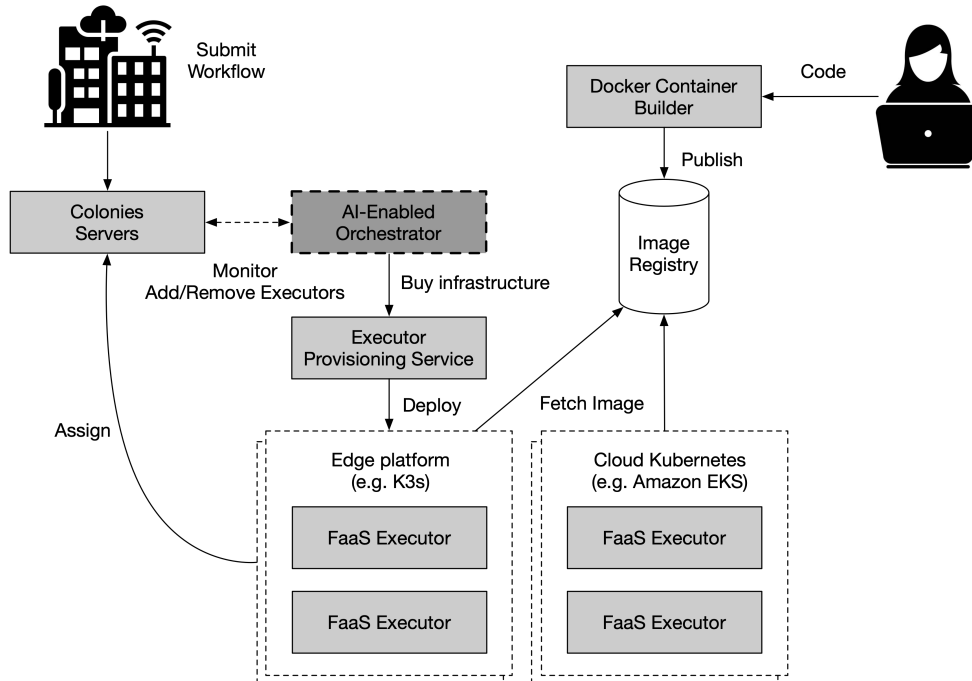 Submit
Workflow
Code
Docker Container
Builder
Publish
Colonies
Servers
AI-Enabled
Orchestrator
Image
Registry
Monitor
Add/Remove Executors
Buy infrastructure
Executor
Provisioning Service
Deploy
Fetch Image
Assign
Edge platform
(e.g. K3s)
Cloud Kubernetes
(e.g. Amazon EKS)
FaaS Executor
FaaS Executor
FaaS Executor
FaaS Executor